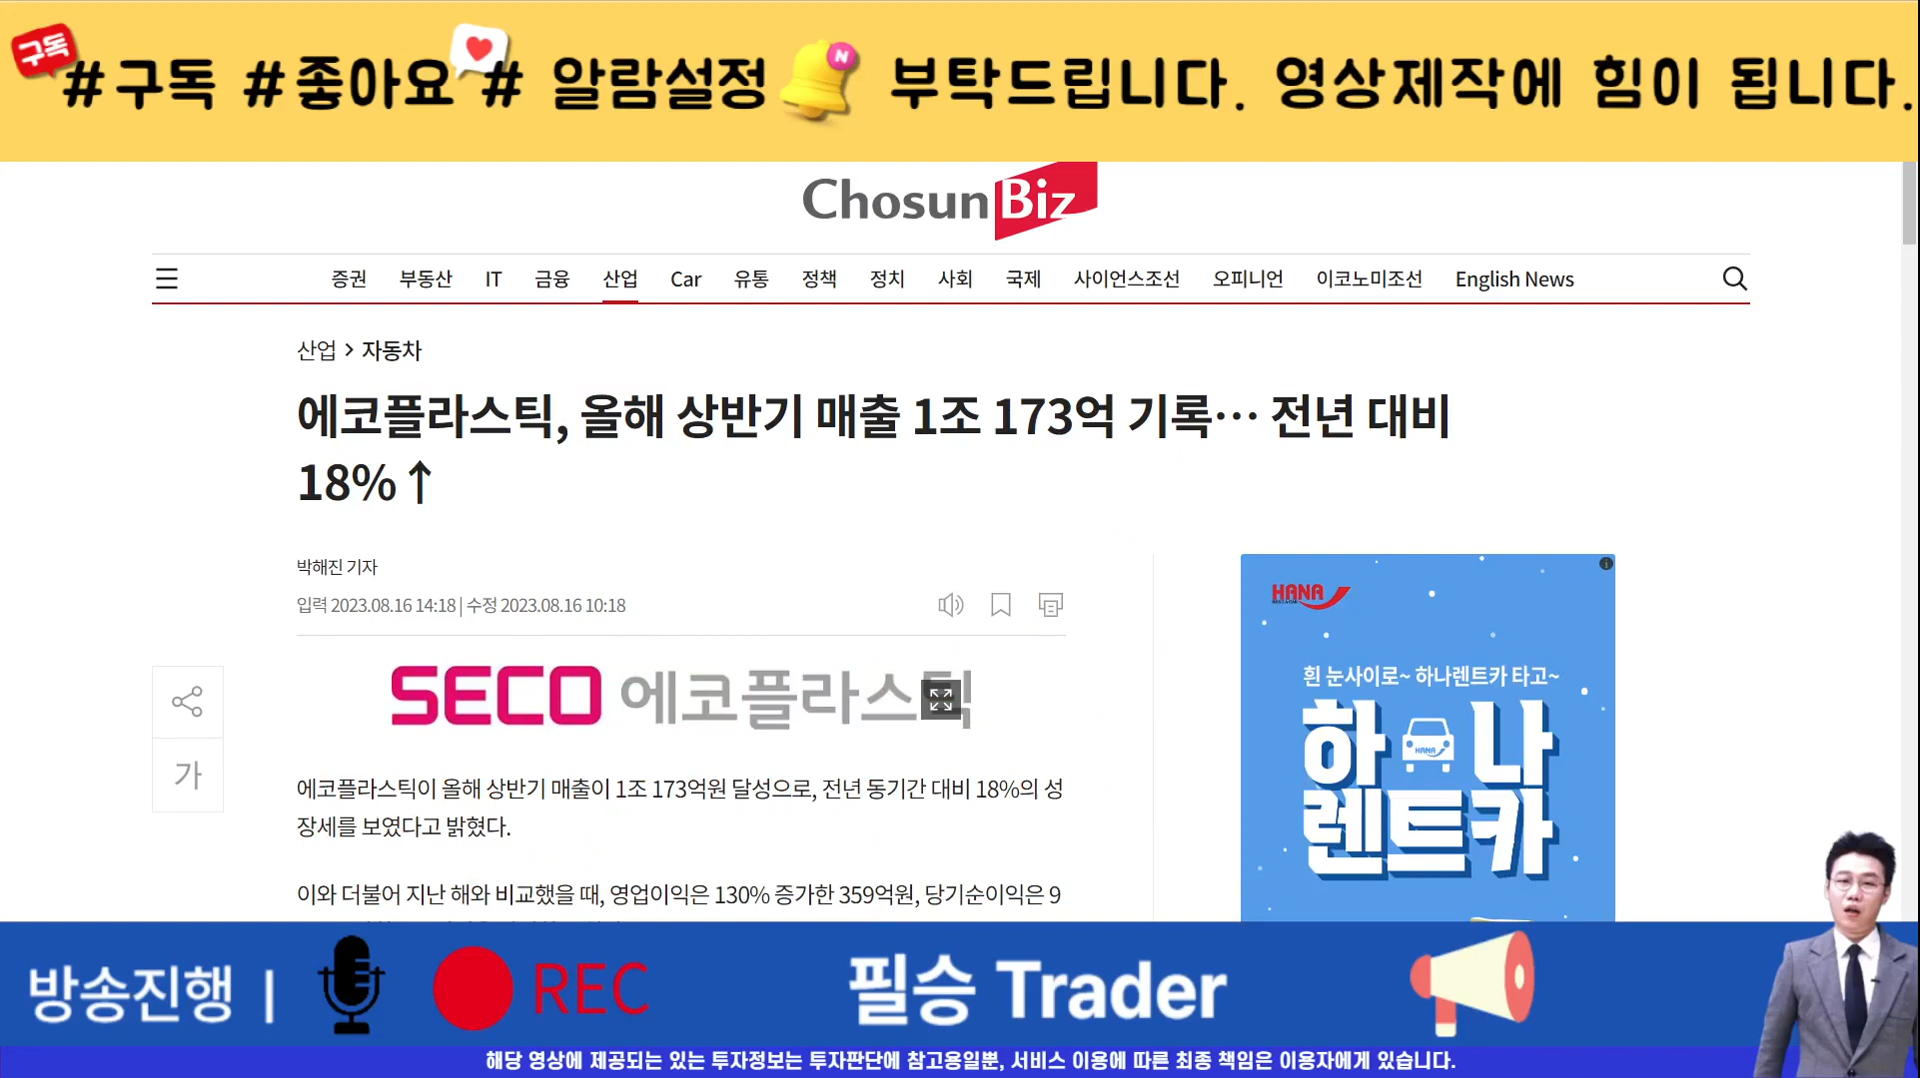 구독
#구독 #좋아요 # 알람설정 N 부탁드립니다. 영상제작에 힘이 됩니다.
Chosun Biz
증권 부동산 IT 금융 산업 Car 유통 정책 정치 사회 국제 사이언스조선 오피니언 이코노미조선 English News
산업 > 자동차
에코플라스틱, 올해 상반기 매출 1조 173억 기록… 전년 대비
18%↑
박해진 기자
입력 2023.08.16 14:18 | 수정 2023.08.16 10:18
SECO 에코플라스틱
가
에코플라스틱이 올해 상반기 매출이 1조 173억원 달성으로, 전년 동기간 대비 18%의 성
장세를 보였다고 밝혔다.
이와 더불어 지난 해와 비교했을 때, 영업이익은 130% 증가한 359억원, 당기순이익은 9
HANA
흰 눈사이로~ 하나렌트카 타고~
하 나
HANA
렌트카
방송진행 | REC 필승 Trader
해당 영상에 제공되는 있는 투자정보는 투자판단에 참고용일뿐, 서비스 이용에 따른 최종 책임은 이용자에게 있습니다.